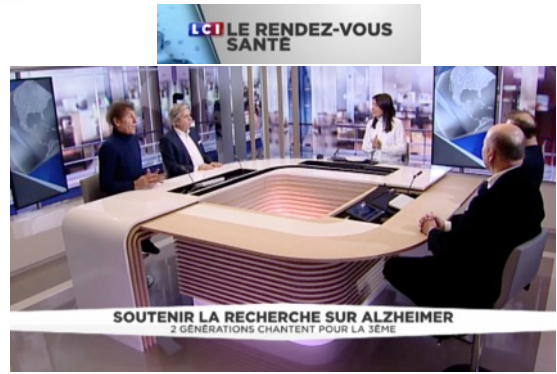 LCI LE RENDEZ-VOUS
SANTÉ
SOUTENIR LA RECHERCHE SUR ALZHEIMER
2 GÉNÉRATIONS CHANTENT POUR LA 3ÈME